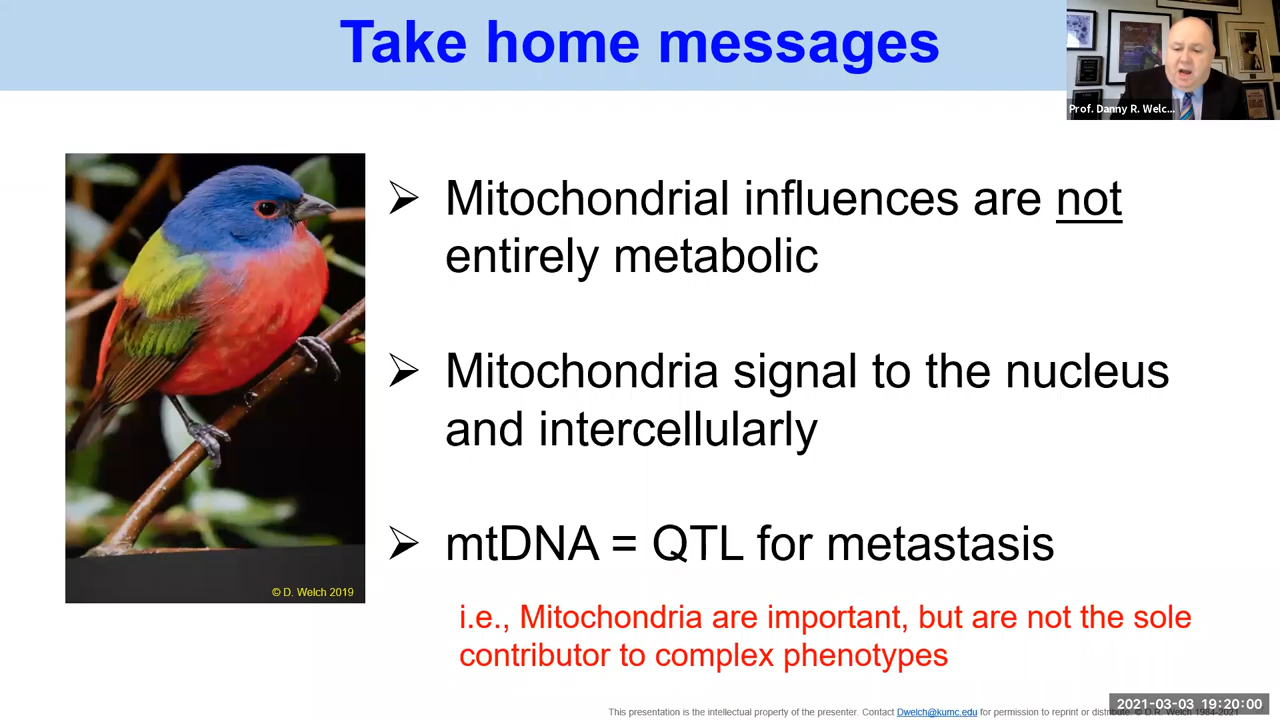 Take home messages
Prof. Danny R. Welc...
➢ Mitochondrial influences are not
entirely metabolic
➢ Mitochondria signal to the nucleus
and intercellularly
➢ mtDNA = QTL for metastasis
i.e., Mitochondria are important, but are not the sole
contributor to complex phenotypes
© D. Welch 2019
This presentation is the intellectual property of the presenter. Contact Dwelch@kumc.edu for permission to reprint or
2021-03-03 19:20:00